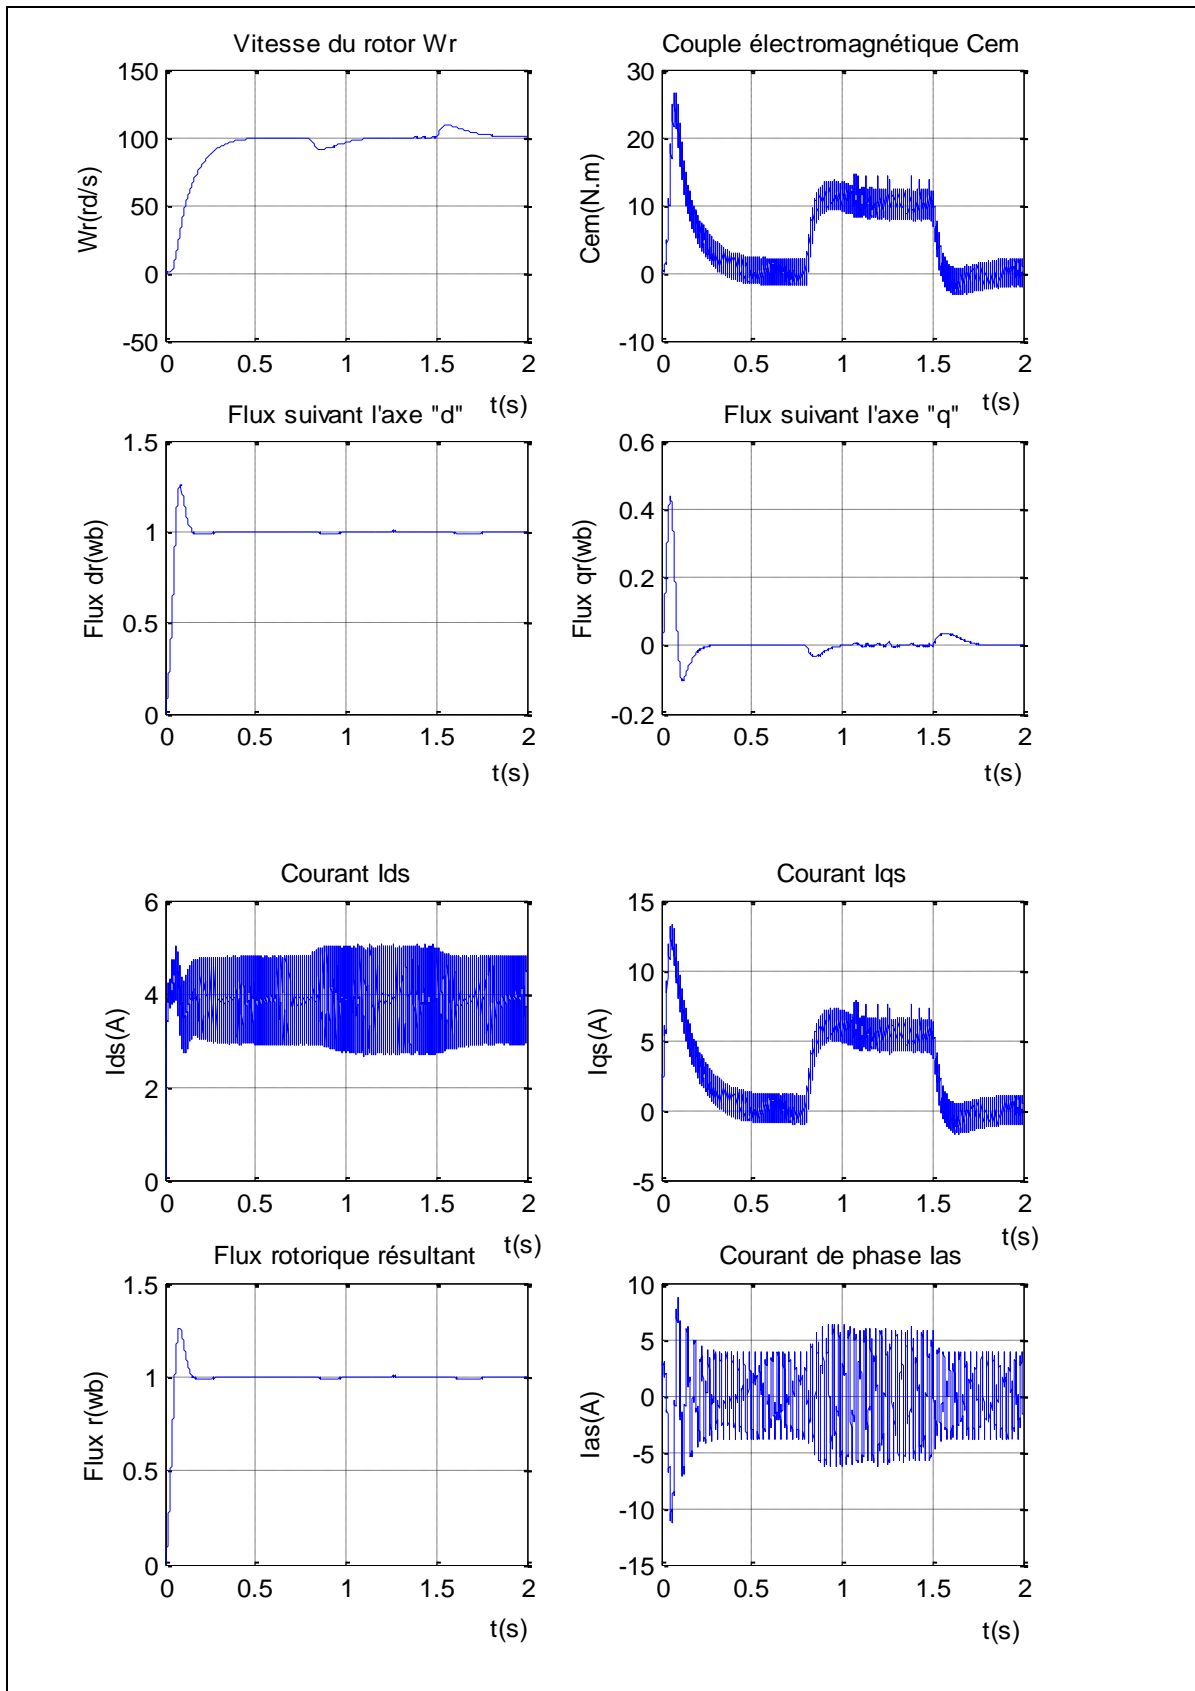 Vitesse du rotor Wr
150
100
50
0
-50
Wr(rd/s)
0 0.5 1 1.5 2
t(s)
Couple électromagnétique Cem
30
20
10
0
-10
Cem(N.m)
0 0.5 1 1.5 2
t(s)
Flux suivant l'axe "d"
1.5
1
0.5
0
Flux dr(wb)
0 0.5 1 1.5 2
t(s)
Flux suivant l'axe "q"
0.6
0.4
0.2
0
-0.2
Flux qr(wb)
0 0.5 1 1.5 2
t(s)
Courant Ids
6
4
2
0
Ids(A)
0 0.5 1 1.5 2
t(s)
Courant Iqs
15
10
5
0
-5
Iqs(A)
0 0.5 1 1.5 2
t(s)
Flux rotorique résultant
1.5
1
0.5
0
Flux r(wb)
0 0.5 1 1.5 2
t(s)
Courant de phase Ias
10
5
0
-5
-10
-15
Ias(A)
0 0.5 1 1.5 2
t(s)